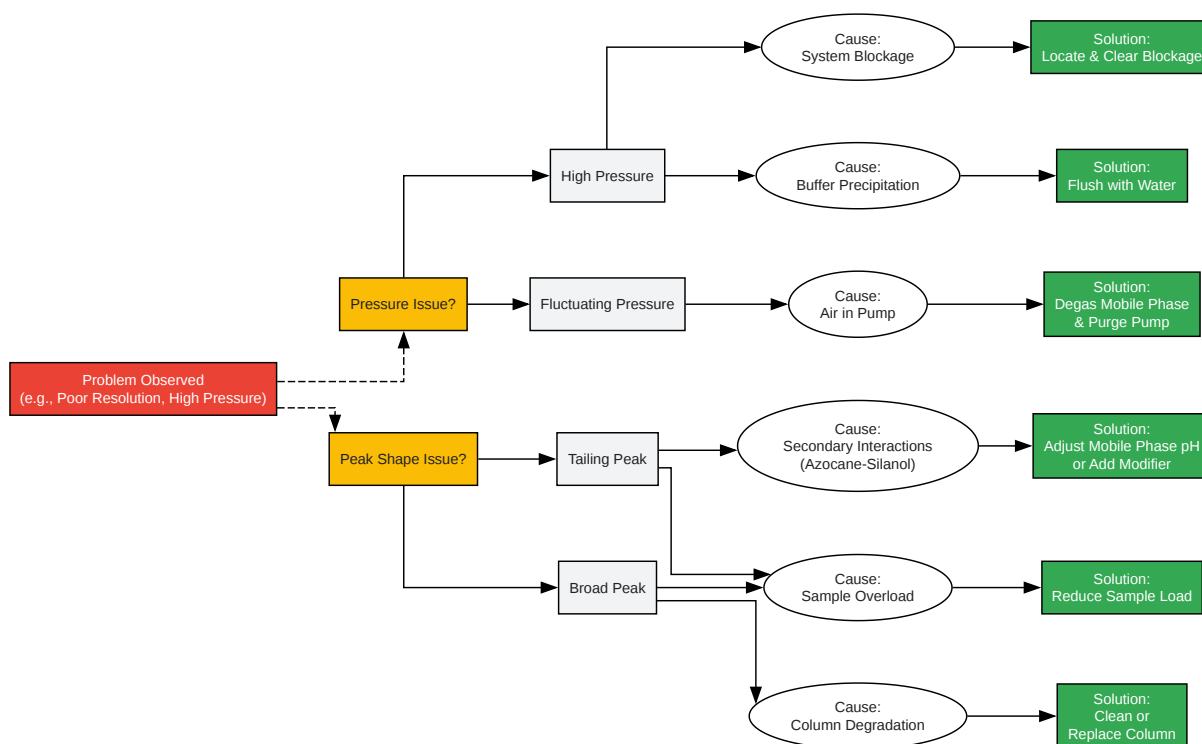 Cause:
System Blockage
Solution:
Locate & Clear Blockage
High Pressure
Cause:
Buffer Precipitation
Solution:
Flush with Water
Pressure Issue?
Fluctuating Pressure
Cause:
Air in Pump
Solution:
Degas Mobile Phase
& Purge Pump
Problem Observed
(e.g., Poor Resolution, High Pressure)
Peak Shape Issue?
Tailing Peak
Cause:
Secondary Interactions
(Azocane-Silanol)
Solution:
Adjust Mobile Phase pH
or Add Modifier
Broad Peak
Cause:
Sample Overload
Solution:
Reduce Sample Load
Cause:
Column Degradation
Solution:
Clean or
Replace Column